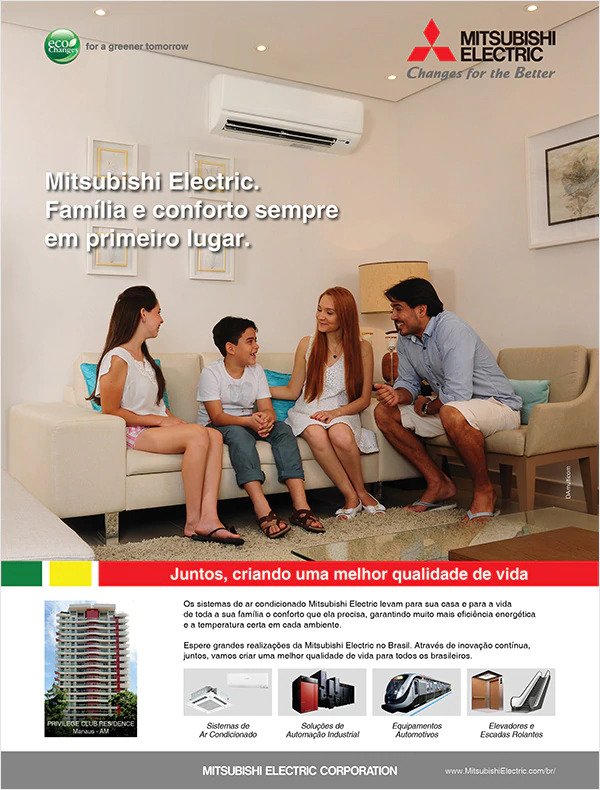 eco
Changes
for a greener tomorrow
MITSUBISHI
ELECTRIC
Changes for the Better
Mitsubishi Electric.
Família e conforto sempre
em primeiro lugar.
DAmult.com
Juntos, criando uma melhor qualidade de vida
Os sistemas de ar condicionado Mitsubishi Electric levam para sua casa e para a vida
de toda a sua família o conforto que ela precisa, garantindo muito mais eficiência energética
e a temperatura certa em cada ambiente.
Espere grandes realizações da Mitsubishi Electric no Brasil. Através de inovação contínua,
juntos, vamos criar uma melhor qualidade de vida para todos os brasileiros.
PRIVILEGE CLUB RESIDENCE
Manaus - AM
Sistemas de
Ar Condicionado
Soluções de
Automação Industrial
Equipamentos
Automotivos
Elevadores e
Escadas Rolantes
MITSUBISHI ELECTRIC CORPORATION
www.MitsubishiElectric.com/br/